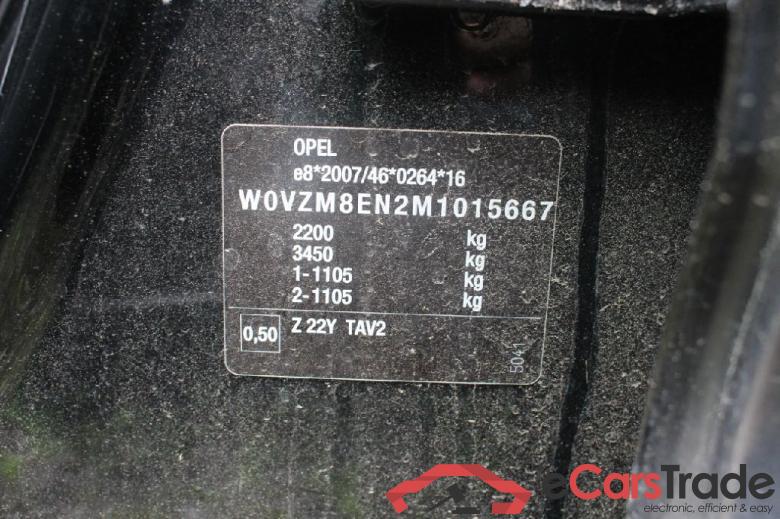 OPEL
e8*2007/46*0264*16
W0VZM8EN2M1015667
2200 kg
3450 kg
1-1105 kg
2-1105 kg
0,50 Z 22Y TAV2
5041
eCarsTrade
electronic, efficient & easy